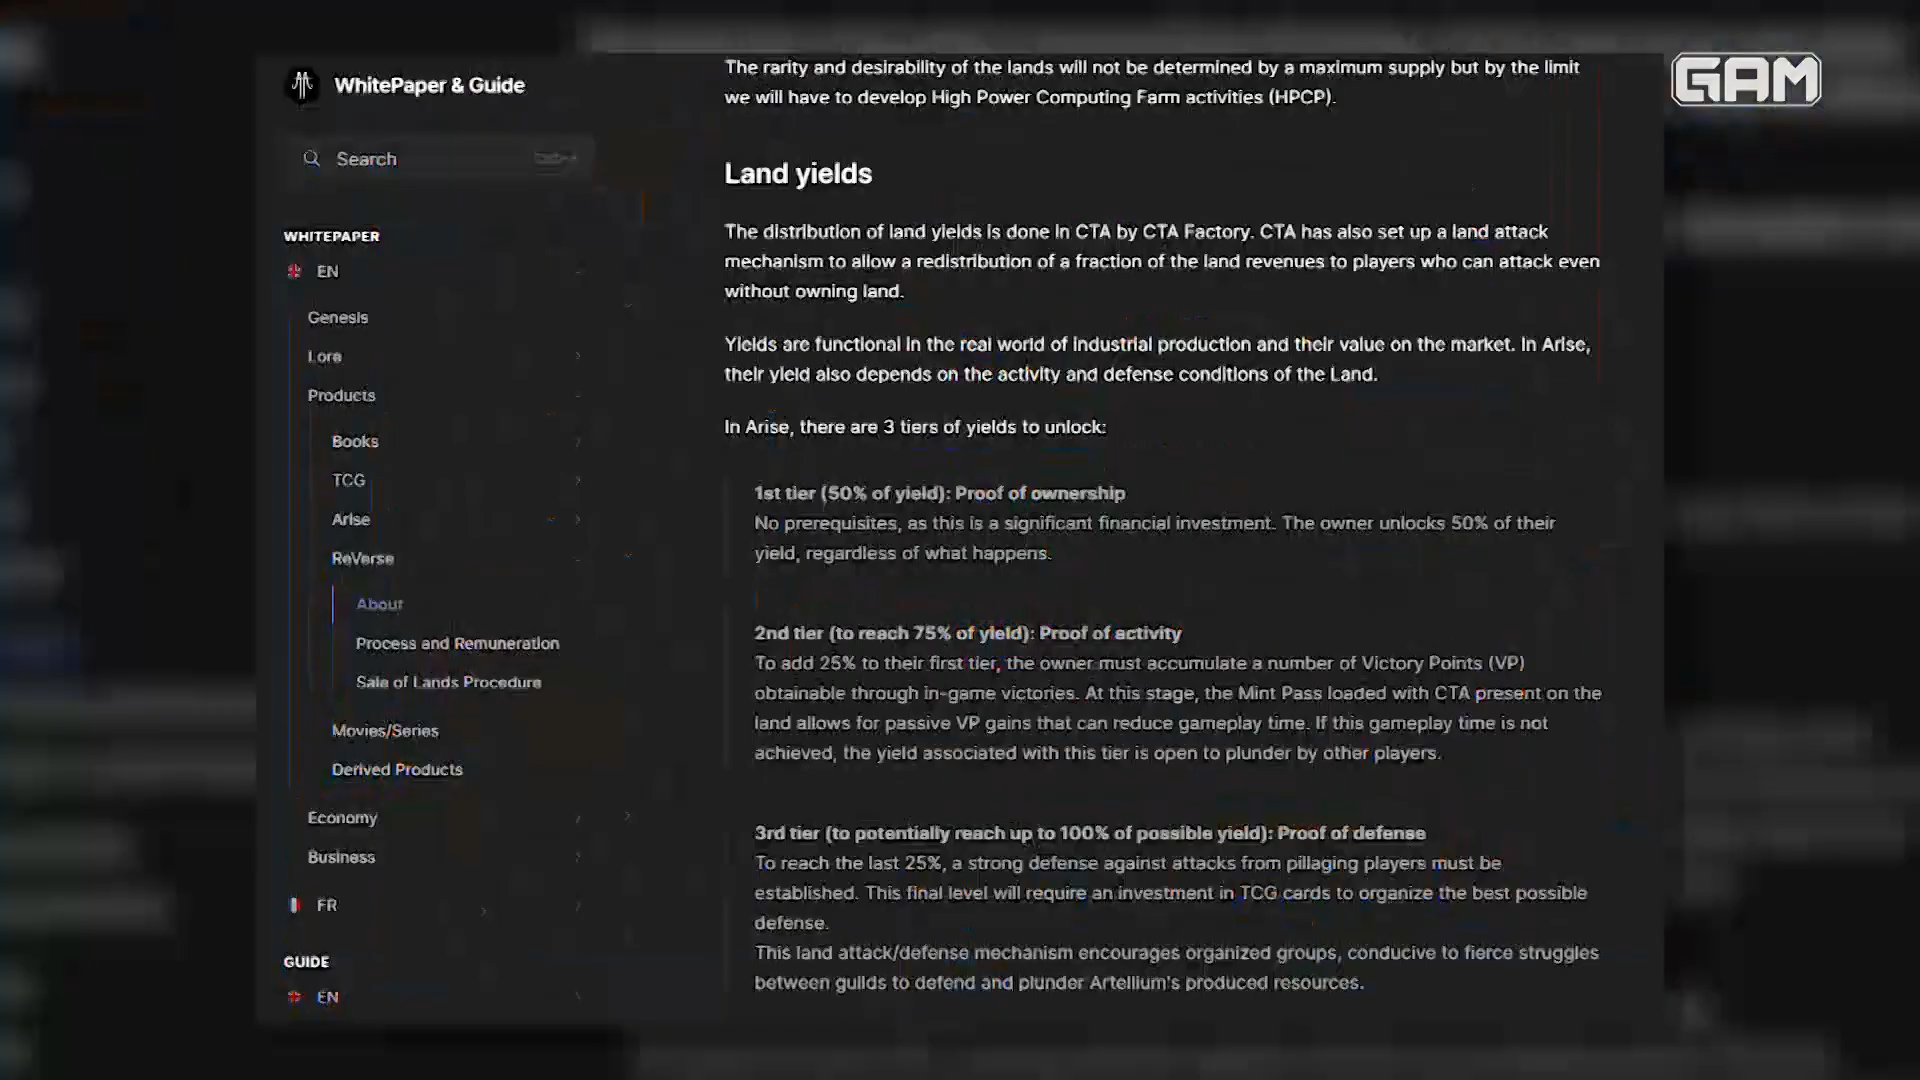 GAM
WhitePaper & Guide
Search
WHITEPAPER
EN
Genesis
Lore
Products
Books
TCG
Arise
ReVerse
About
Process and Remuneration
Sale of Lands Procedure
Movies/Series
Derived Products
Economy
Business
FR
GUIDE
EN
The rarity and desirability of the lands will not be determined by a maximum supply but by the limit
we will have to develop High Power Computing Farm activities (HPCP).
Land yields
The distribution of land yields is done in CTA by CTA Factory. CTA has also set up a land attack
mechanism to allow a redistribution of a fraction of the land revenues to players who can attack even
without owning land.
Yields are functional in the real world of industrial production and their value on the market. In Arise,
their yield also depends on the activity and defense conditions of the Land.
In Arise, there are 3 tiers of yields to unlock:
1st tier (50% of yield): Proof of ownership
No prerequisites, as this is a significant financial investment. The owner unlocks 50% of their
yield, regardless of what happens.
2nd tier (to reach 75% of yield): Proof of activity
To add 25% to their first tier, the owner must accumulate a number of Victory Points (VP)
obtainable through in-game victories. At this stage, the Mint Pass loaded with CTA present on the
land allows for passive VP gains that can reduce gameplay time. If this gameplay time is not
achieved, the yield associated with this tier is open to plunder by other players.
3rd tier (to potentially reach up to 100% of possible yield): Proof of defense
To reach the last 25%, a strong defense against attacks from pillaging players must be
established. This final level will require an investment in TCG cards to organize the best possible
defense.
This land attack/defense mechanism encourages organized groups, conducive to fierce struggles
between guilds to defend and plunder Artellium's produced resources.